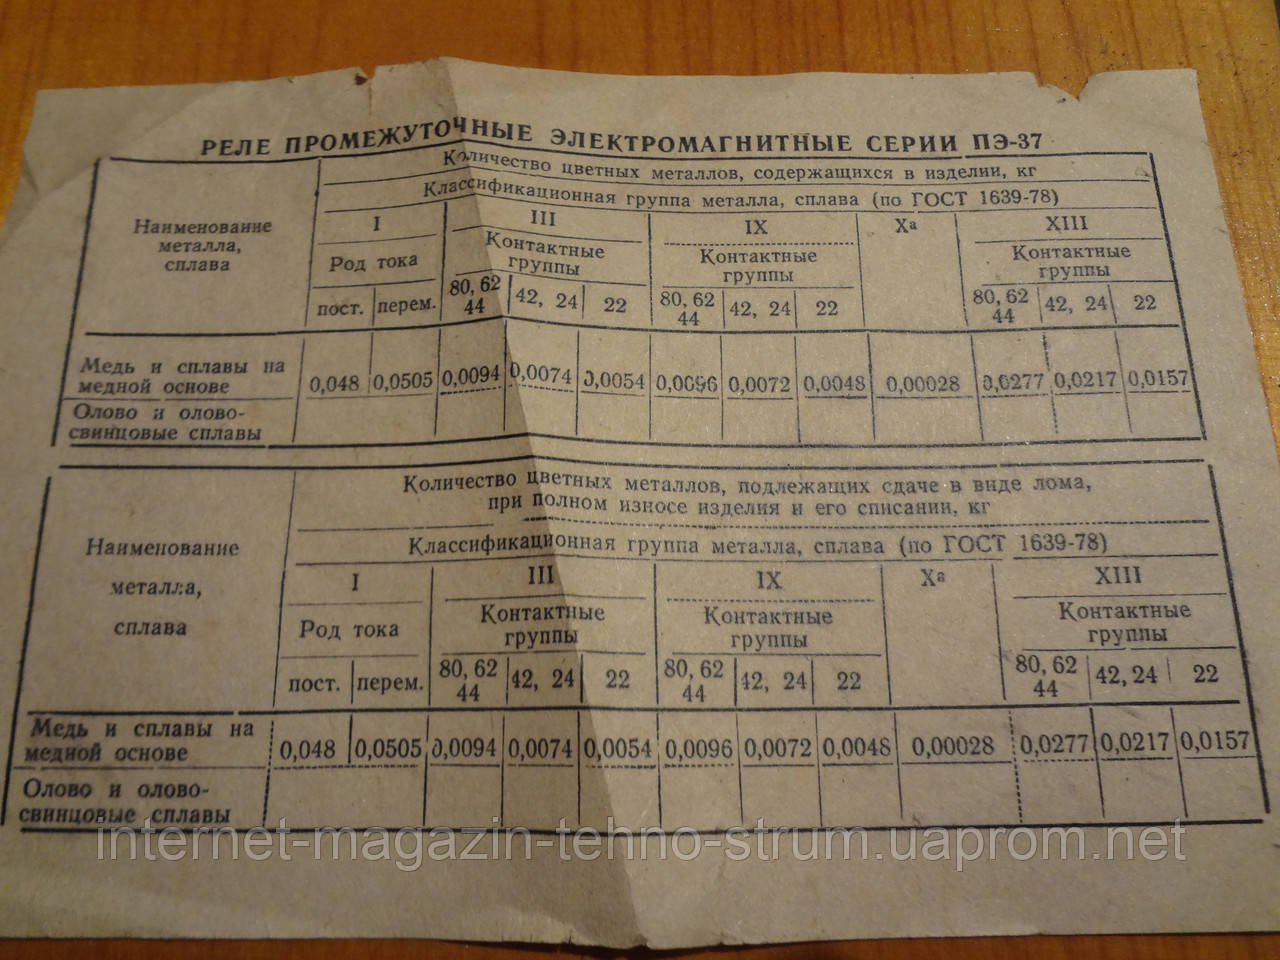 РЕЛЕ ПРОМЕЖУТОЧНЫЕ ЭЛЕКТРОМАГНИТНЫЕ СЕРИИ ПЭ-37
Наименование
металла,
сплава
Количество цветных металлов, содержащихся в изделии, кг
Классификационная группа металла, сплава (по ГОСТ 1639-78)
I III IX Xа XIII
Род тока
Контактные
группы
Контактные
группы
Контактные
группы
пост. перем. 80, 62 44 42, 24 22 80, 62 44 42, 24 22 80, 62 44 42, 24 22
Медь и сплавы на
медной основе
0,048 0,0505 0,0094 0,0074 0,0054 0,0096 0,0072 0,0048 0,00028 0,0277 0,0217 0,0157
Олово и олово-
свинцовые сплавы
Наименование
металла,
сплава
Количество цветных металлов, подлежащих сдаче в виде лома,
при полном износе изделия и его списании, кг
Классификационная группа металла, сплава (по ГОСТ 1639-78)
I III IX Xа XIII
Род тока
Контактные
группы
Контактные
группы
Контактные
группы
пост. перем. 80, 62 44 42, 24 22 80, 62 44 42, 24 22 80, 62 44 42, 24 22
Медь и сплавы на
медной основе
0,048 0,0505 0,0094 0,0074 0,0054 0,0096 0,0072 0,0048 0,00028 0,0277 0,0217 0,0157
Олово и олово-
свинцовые сплавы
internet-magazin-tehno-strum.uaprom.net